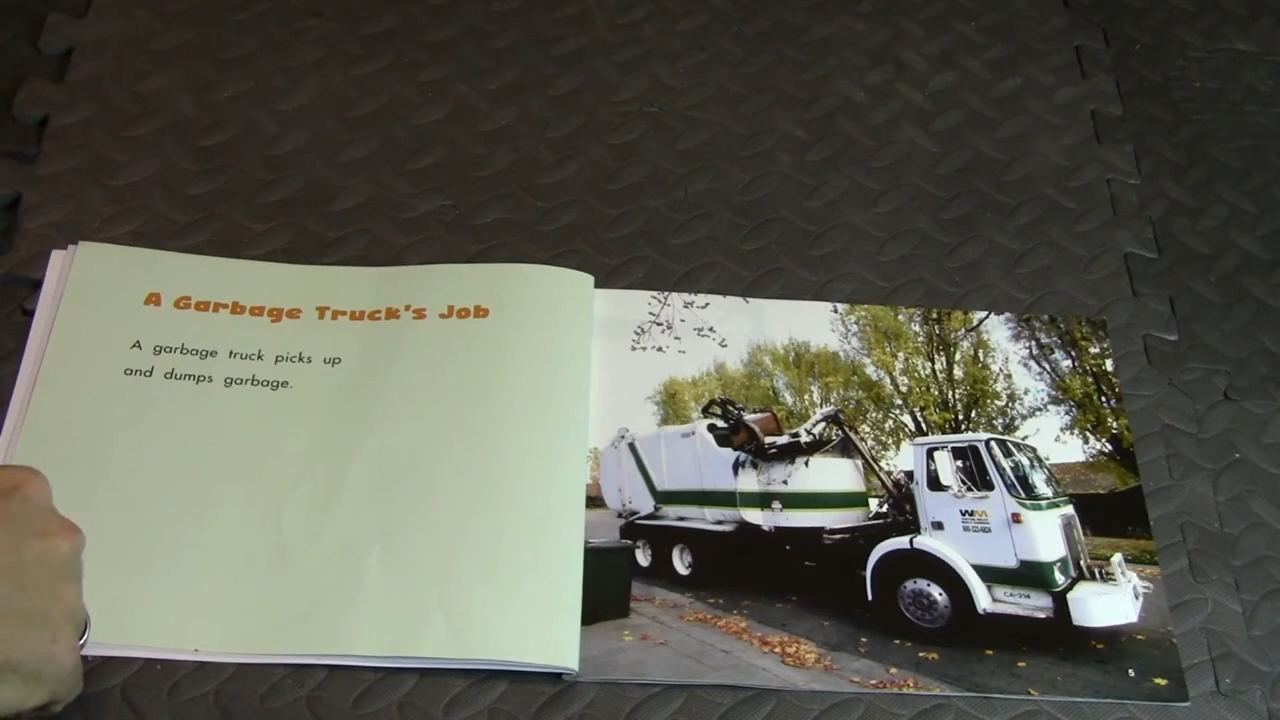 A Garbage Truck's Job
A garbage truck picks up
and dumps garbage.
WM
CA-214
5